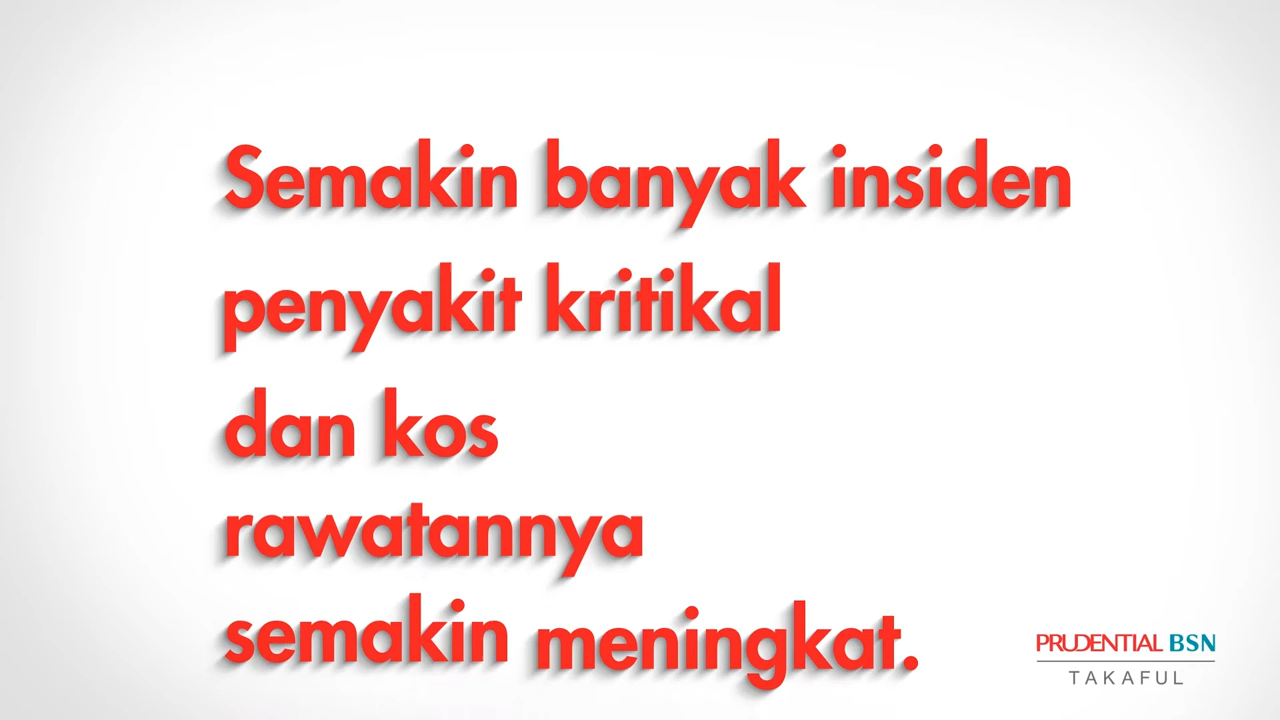 Semakin banyak insiden
penyakit kritikal
dan kos
rawatannya
semakin meningkat.
PRUDENTIAL BSN
TAKAFUL